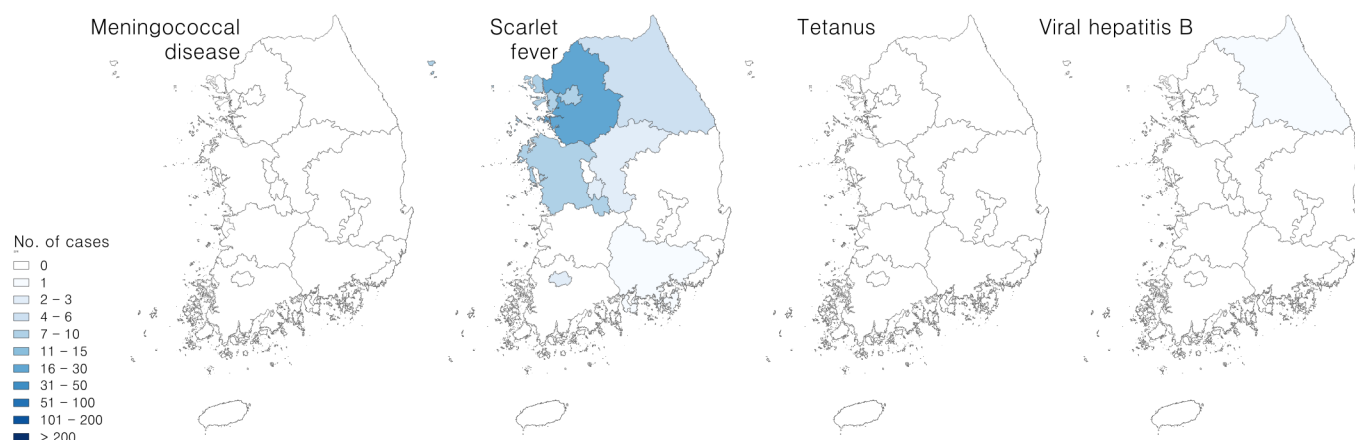 Meningococcal
disease
Scarlet
fever
Tetanus
Viral hepatitis B
No. of cases
0
1
2 – 3
4 – 6
7 – 10
11 – 15
16 – 30
31 – 50
51 – 100
101 – 200
> 200